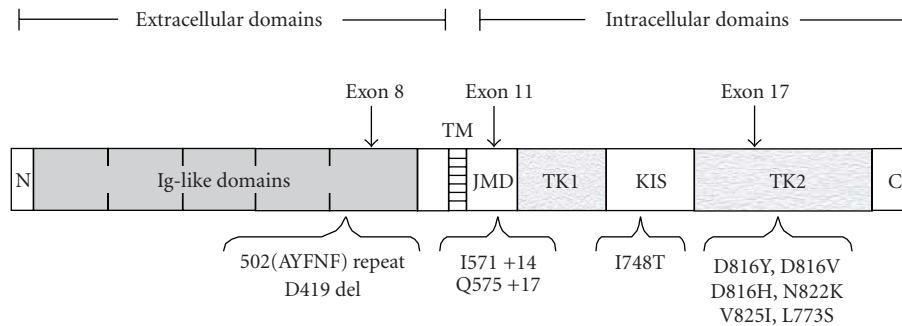 Extracellular domains
Intracellular domains
Exon 8
Exon 11
Exon 17
TM
N
Ig-like domains
JMD
TK1
KIS
TK2
C
502(AYFNF) repeat
D419 del
I571 +14
Q575 +17
I748T
D816Y, D816V
D816H, N822K
V825I, L773S